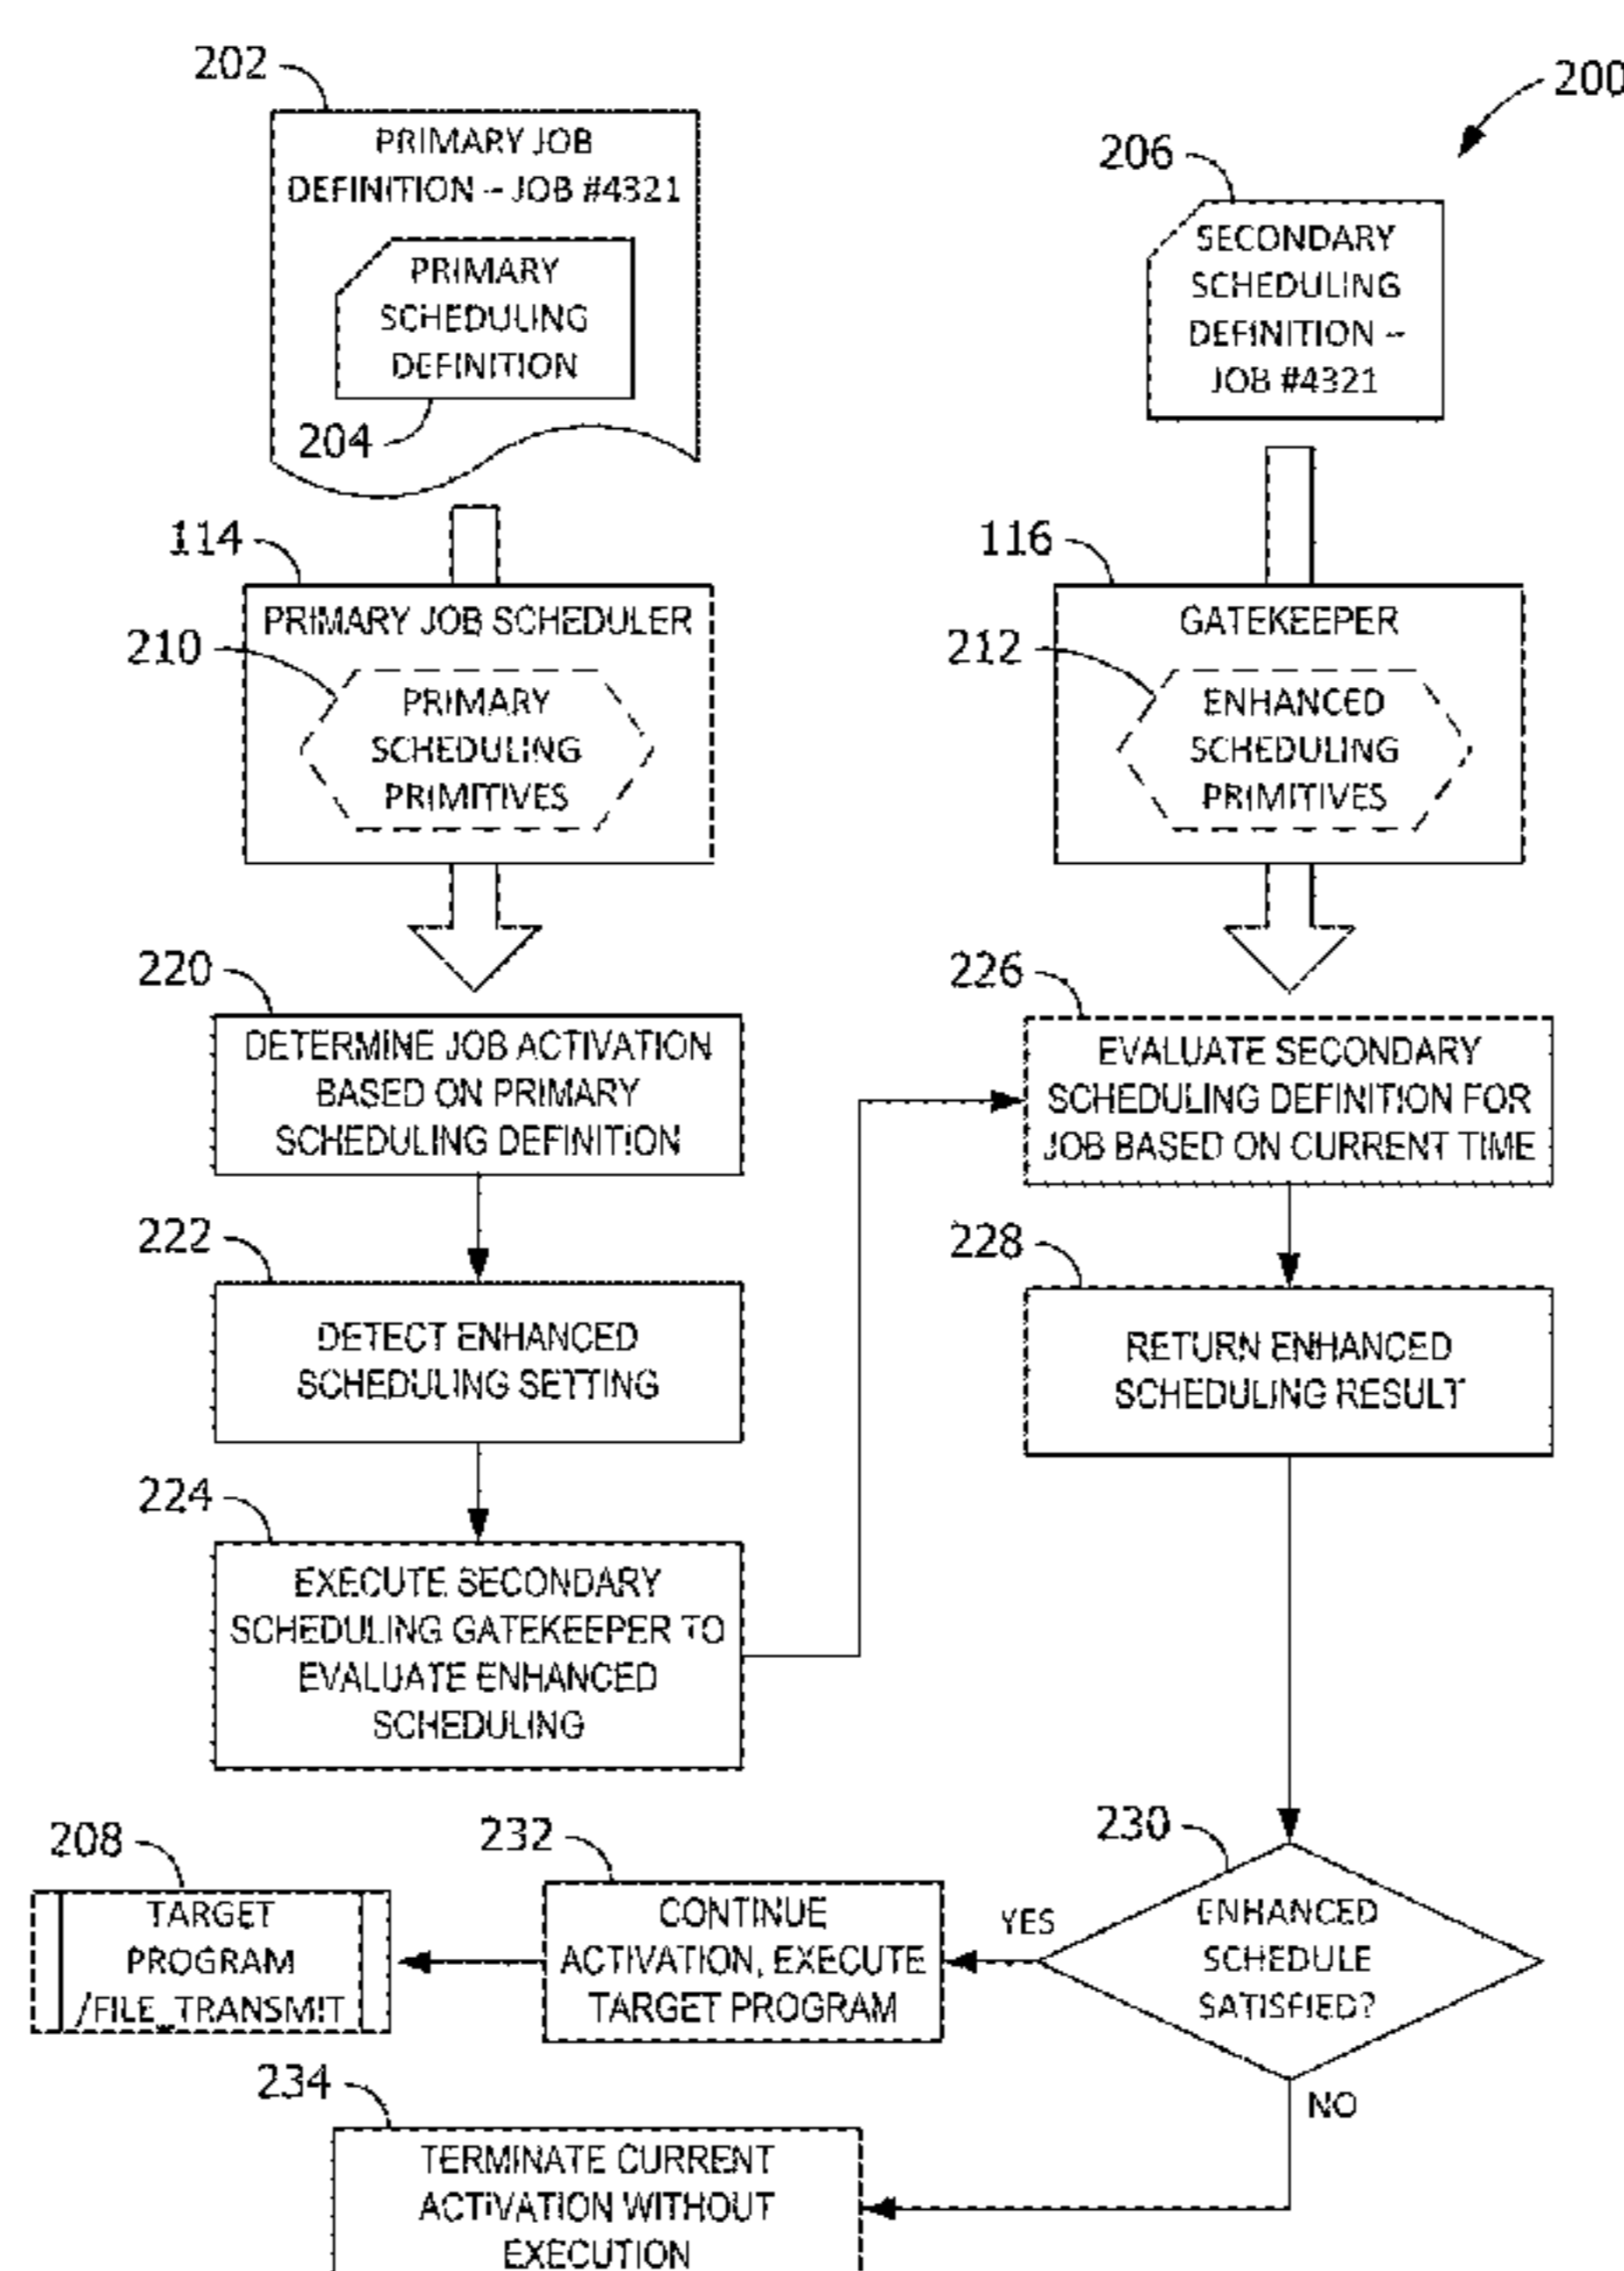 202
200
PRIMARY JOB
DEFINITION -- JOB #4321
206
SECONDARY
SCHEDULING
DEFINITION --
JOB #4321
PRIMARY
SCHEDULING
DEFINITION
204
114
PRIMARY JOB SCHEDULER
210
PRIMARY
SCHEDULING
PRIMITIVES
116
GATEKEEPER
212
ENHANCED
SCHEDULING
PRIMITIVES
220
DETERMINE JOB ACTIVATION
BASED ON PRIMARY
SCHEDULING DEFINITION
226
EVALUATE SECONDARY
SCHEDULING DEFINITION FOR
JOB BASED ON CURRENT TIME
222
DETECT ENHANCED
SCHEDULING SETTING
228
RETURN ENHANCED
SCHEDULING RESULT
224
EXECUTE SECONDARY
SCHEDULING GATEKEEPER TO
EVALUATE ENHANCED
SCHEDULING
208
TARGET
PROGRAM
/FILE_TRANSMIT
232
CONTINUE
ACTIVATION, EXECUTE
TARGET PROGRAM
YES
230
ENHANCED
SCHEDULE
SATISFIED?
NO
234
TERMINATE CURRENT
ACTIVATION WITHOUT
EXECUTION